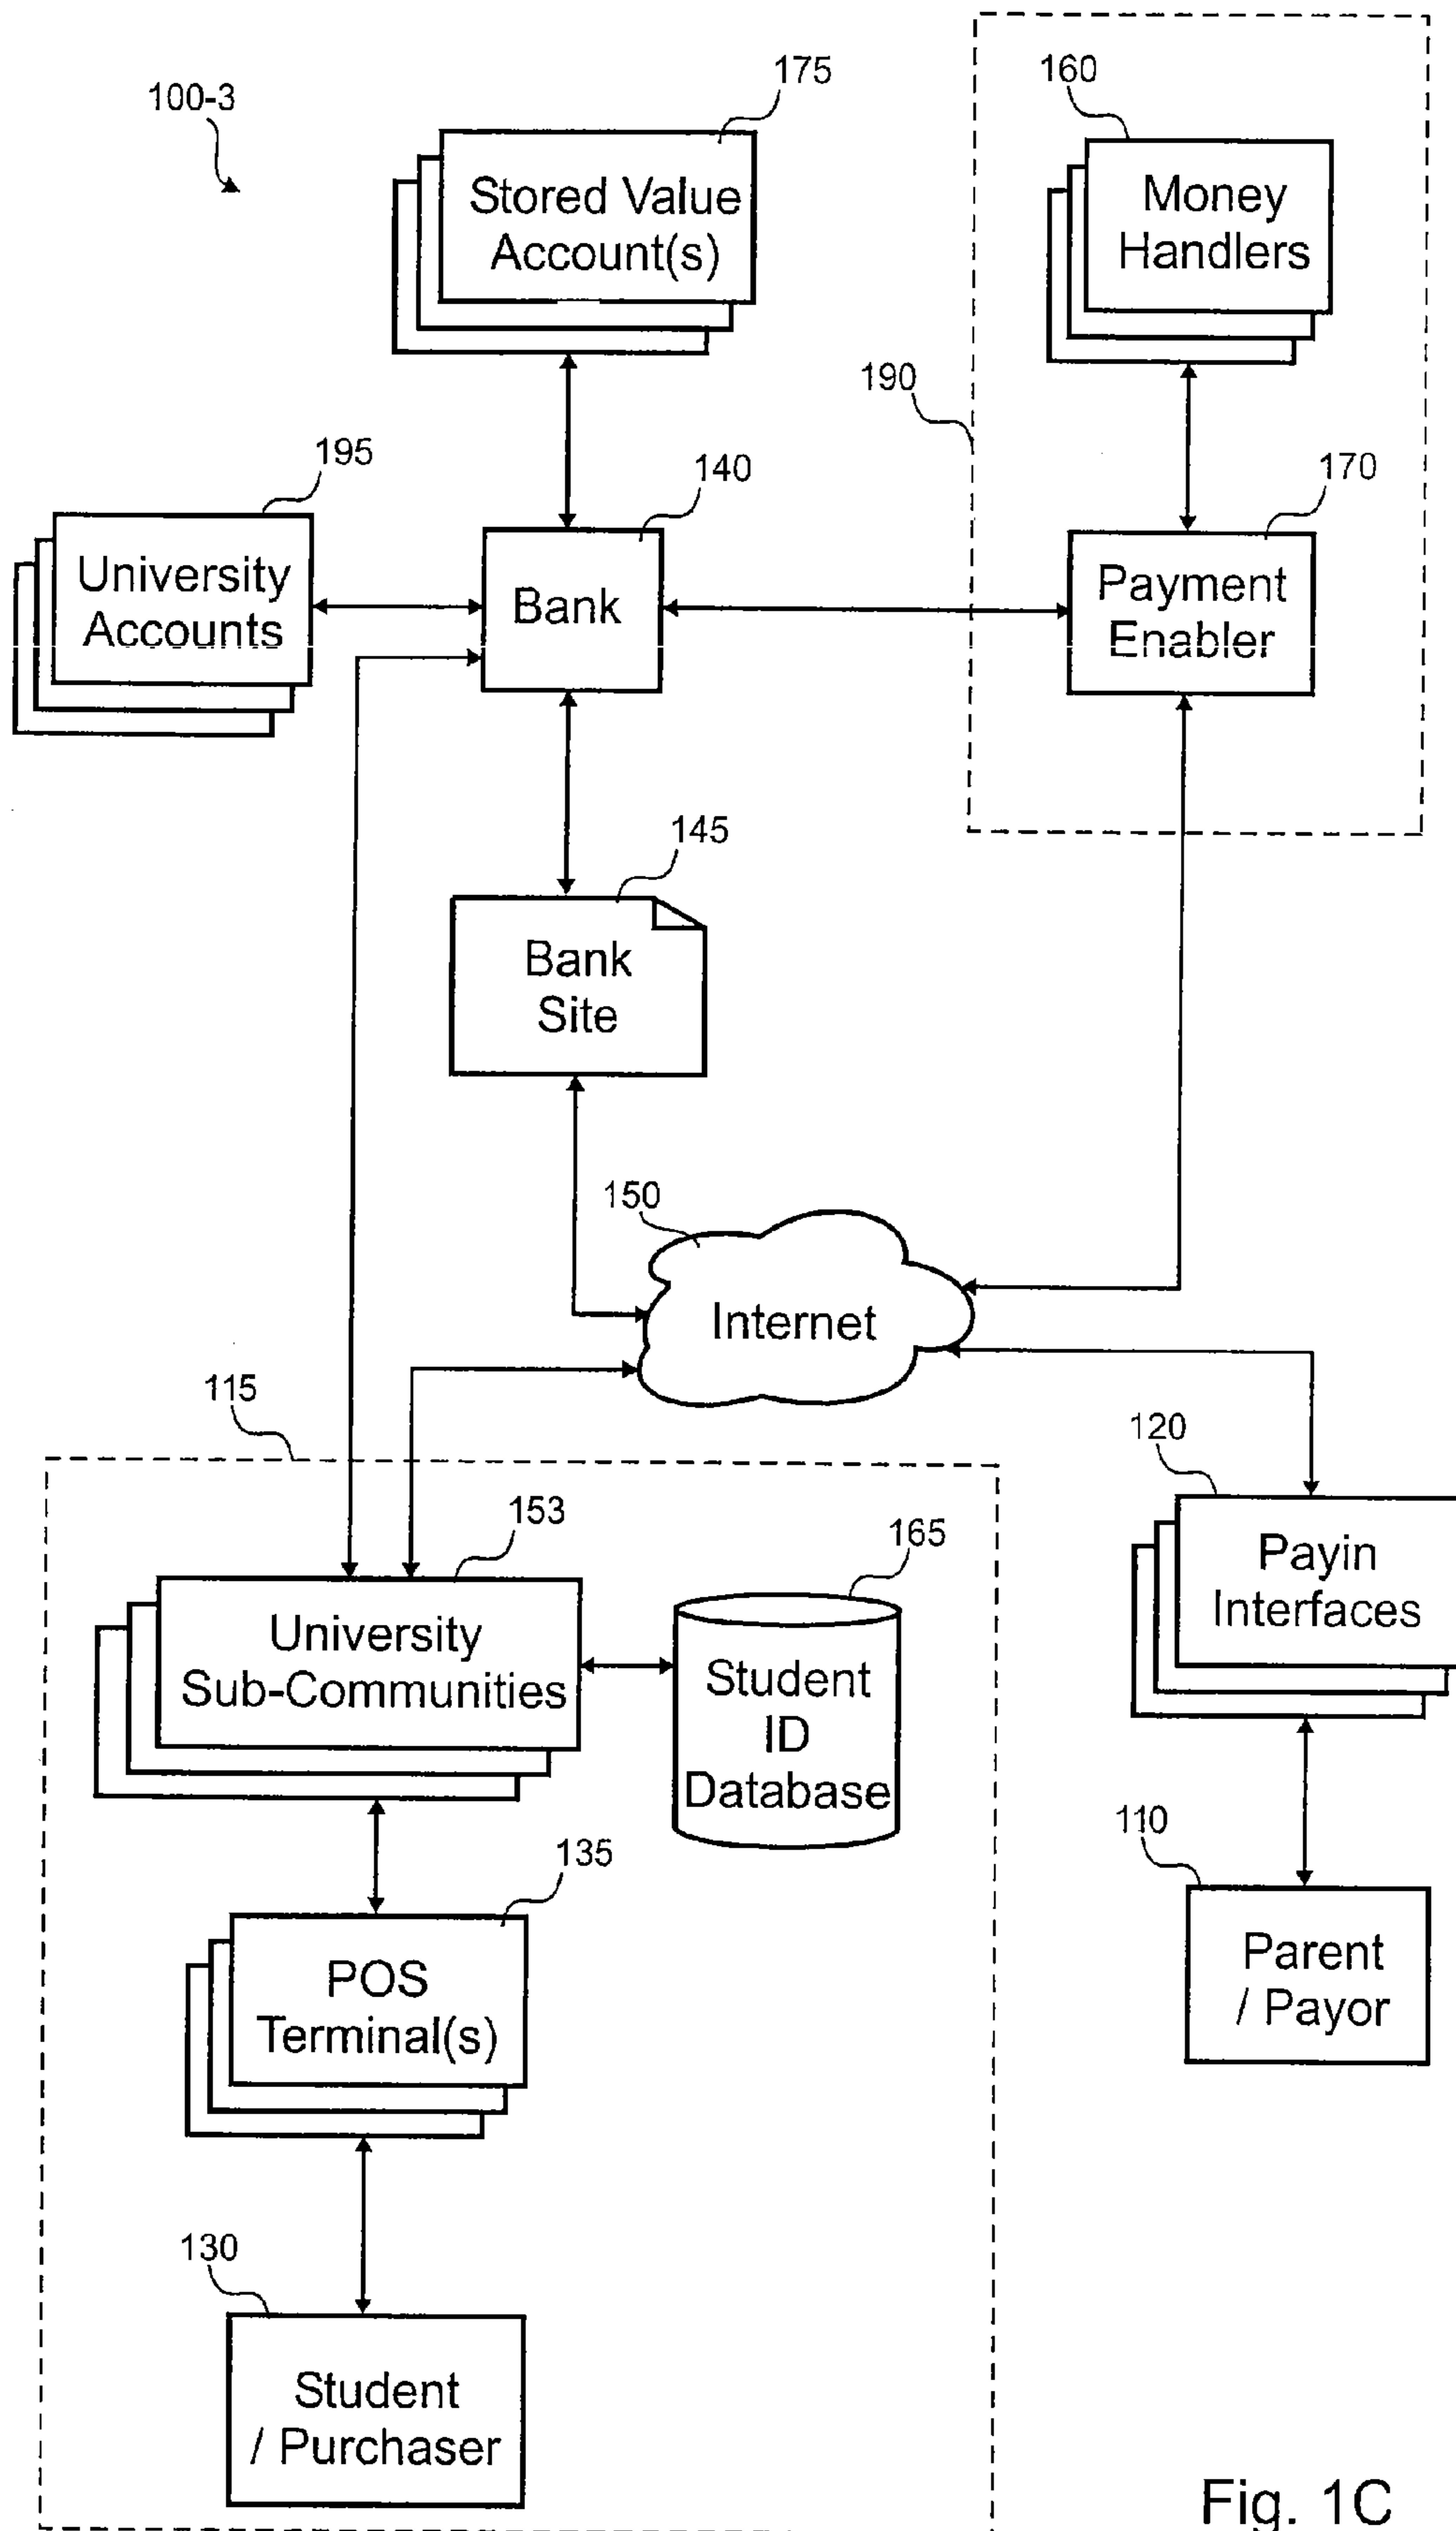 100-3
175
Stored Value
Account(s)
160
Money
Handlers
190
195
University
Accounts
140
Bank
170
Payment
Enabler
145
Bank
Site
150
Internet
115
153
University
Sub-Communities
165
Student
ID
Database
120
Payin
Interfaces
135
POS
Terminal(s)
110
Parent
/ Payor
130
Student
/ Purchaser
Fig. 1C